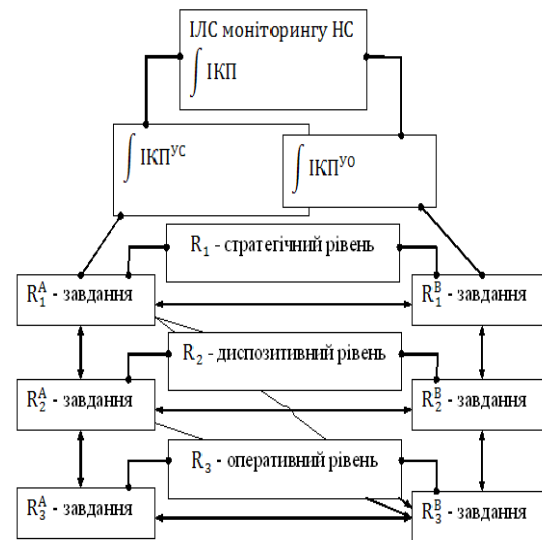 ІЛС моніторингу НС
∫ ІКП
∫ ІКП^УС
∫ ІКП^УО
R₁ - стратегічний рівень
R₁^A - завдання
R₁^B - завдання
R₂ - диспозитивний рівень
R₂^A - завдання
R₂^B - завдання
R₃ - оперативний рівень
R₃^A - завдання
R₃^B - завдання